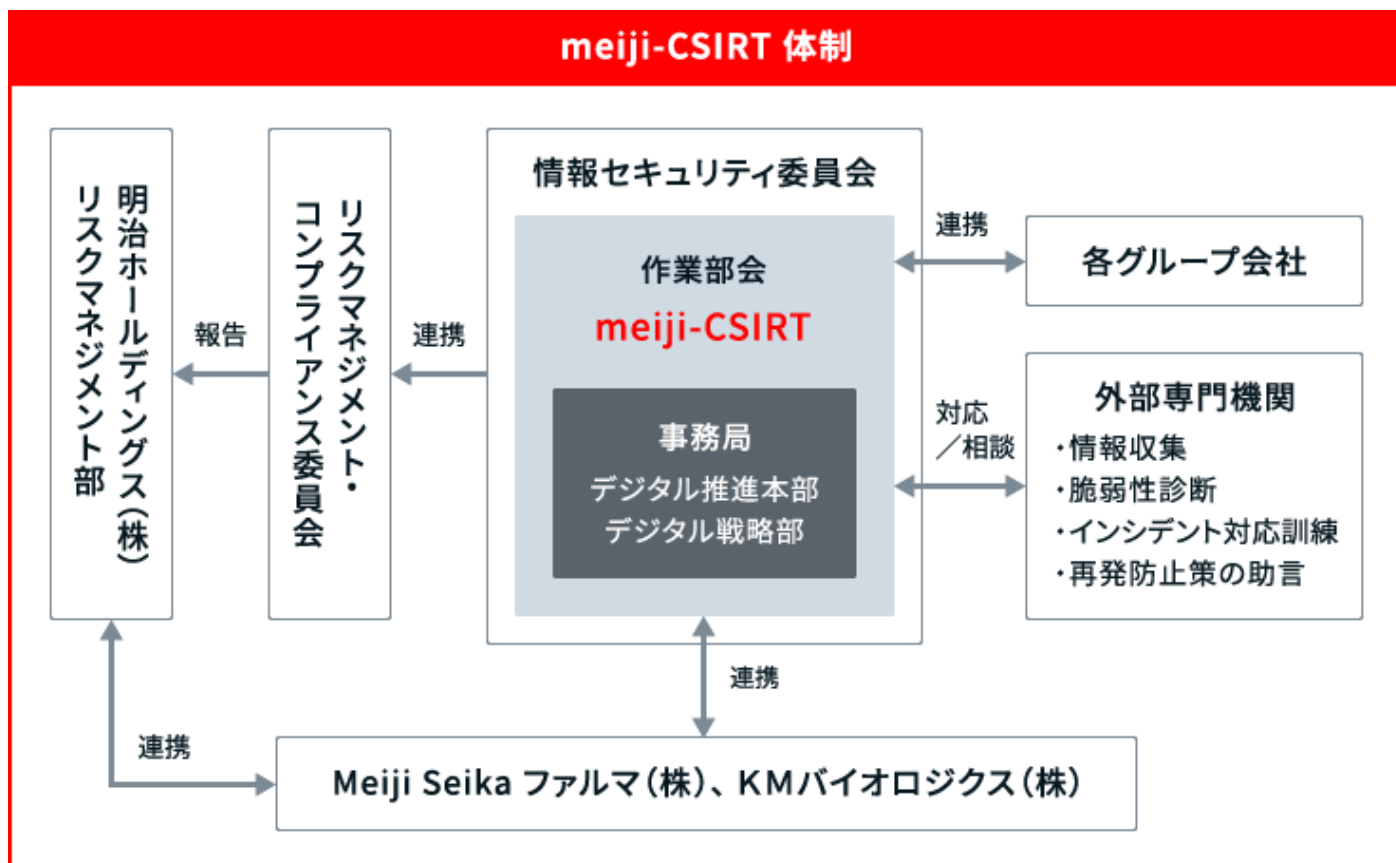 meiji-CSIRT 体制
明治ホールディングス（株）
リスクマネジメント部
報告
リスクマネジメント・
コンプライアンス委員会
連携
情報セキュリティ委員会
作業部会
meiji-CSIRT
事務局
デジタル推進本部
デジタル戦略部
連携
各グループ会社
対応
／相談
外部専門機関
・情報収集
・脆弱性診断
・インシデント対応訓練
・再発防止策の助言
連携
連携
Meiji Seika ファルマ（株）、KMバイオロジクス（株）